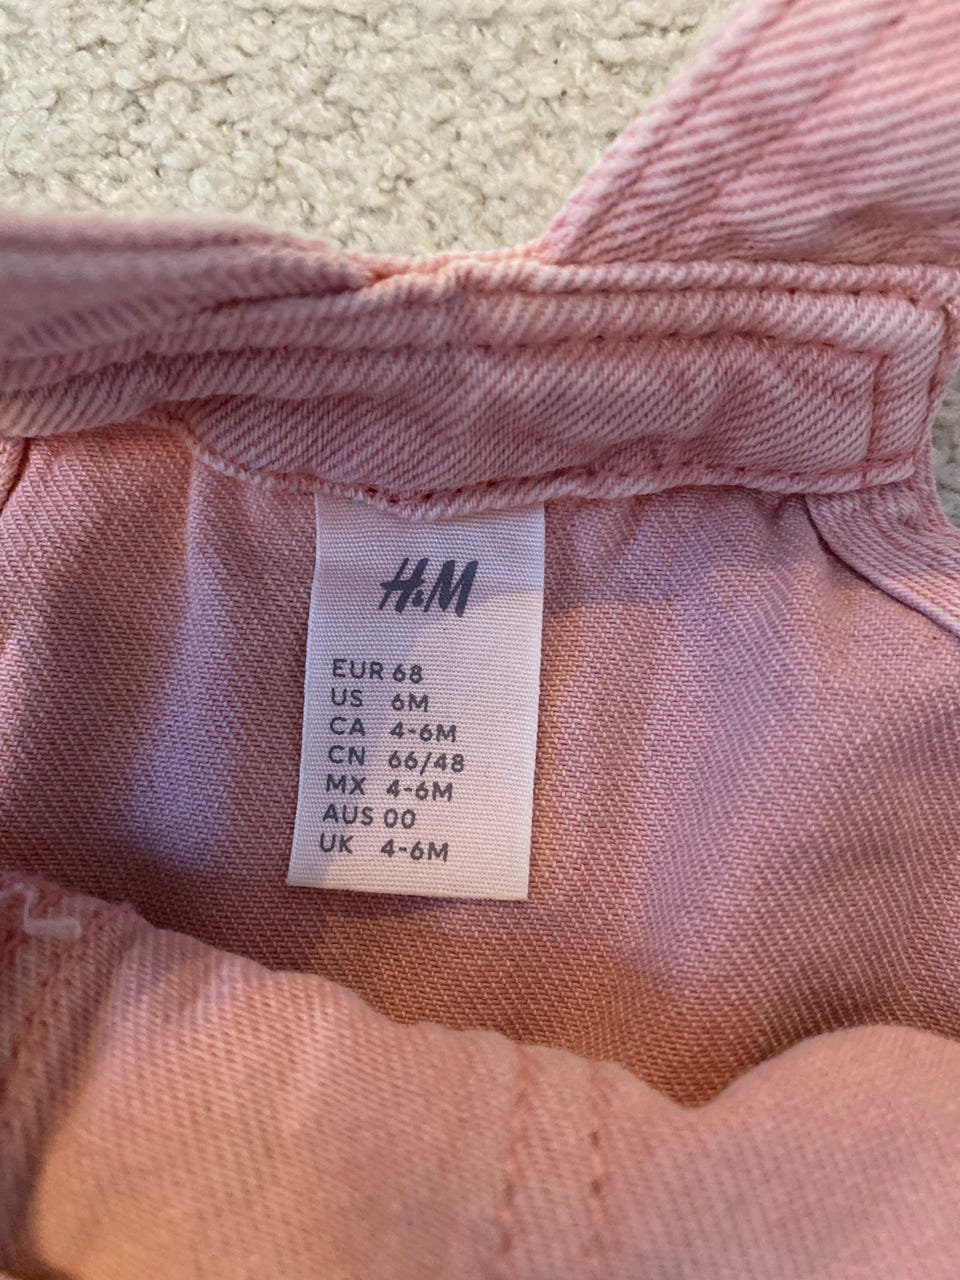 H&M
EUR 68
US 6M
CA 4-6M
CN 66/48
MX 4-6M
AUS 00
UK 4-6M